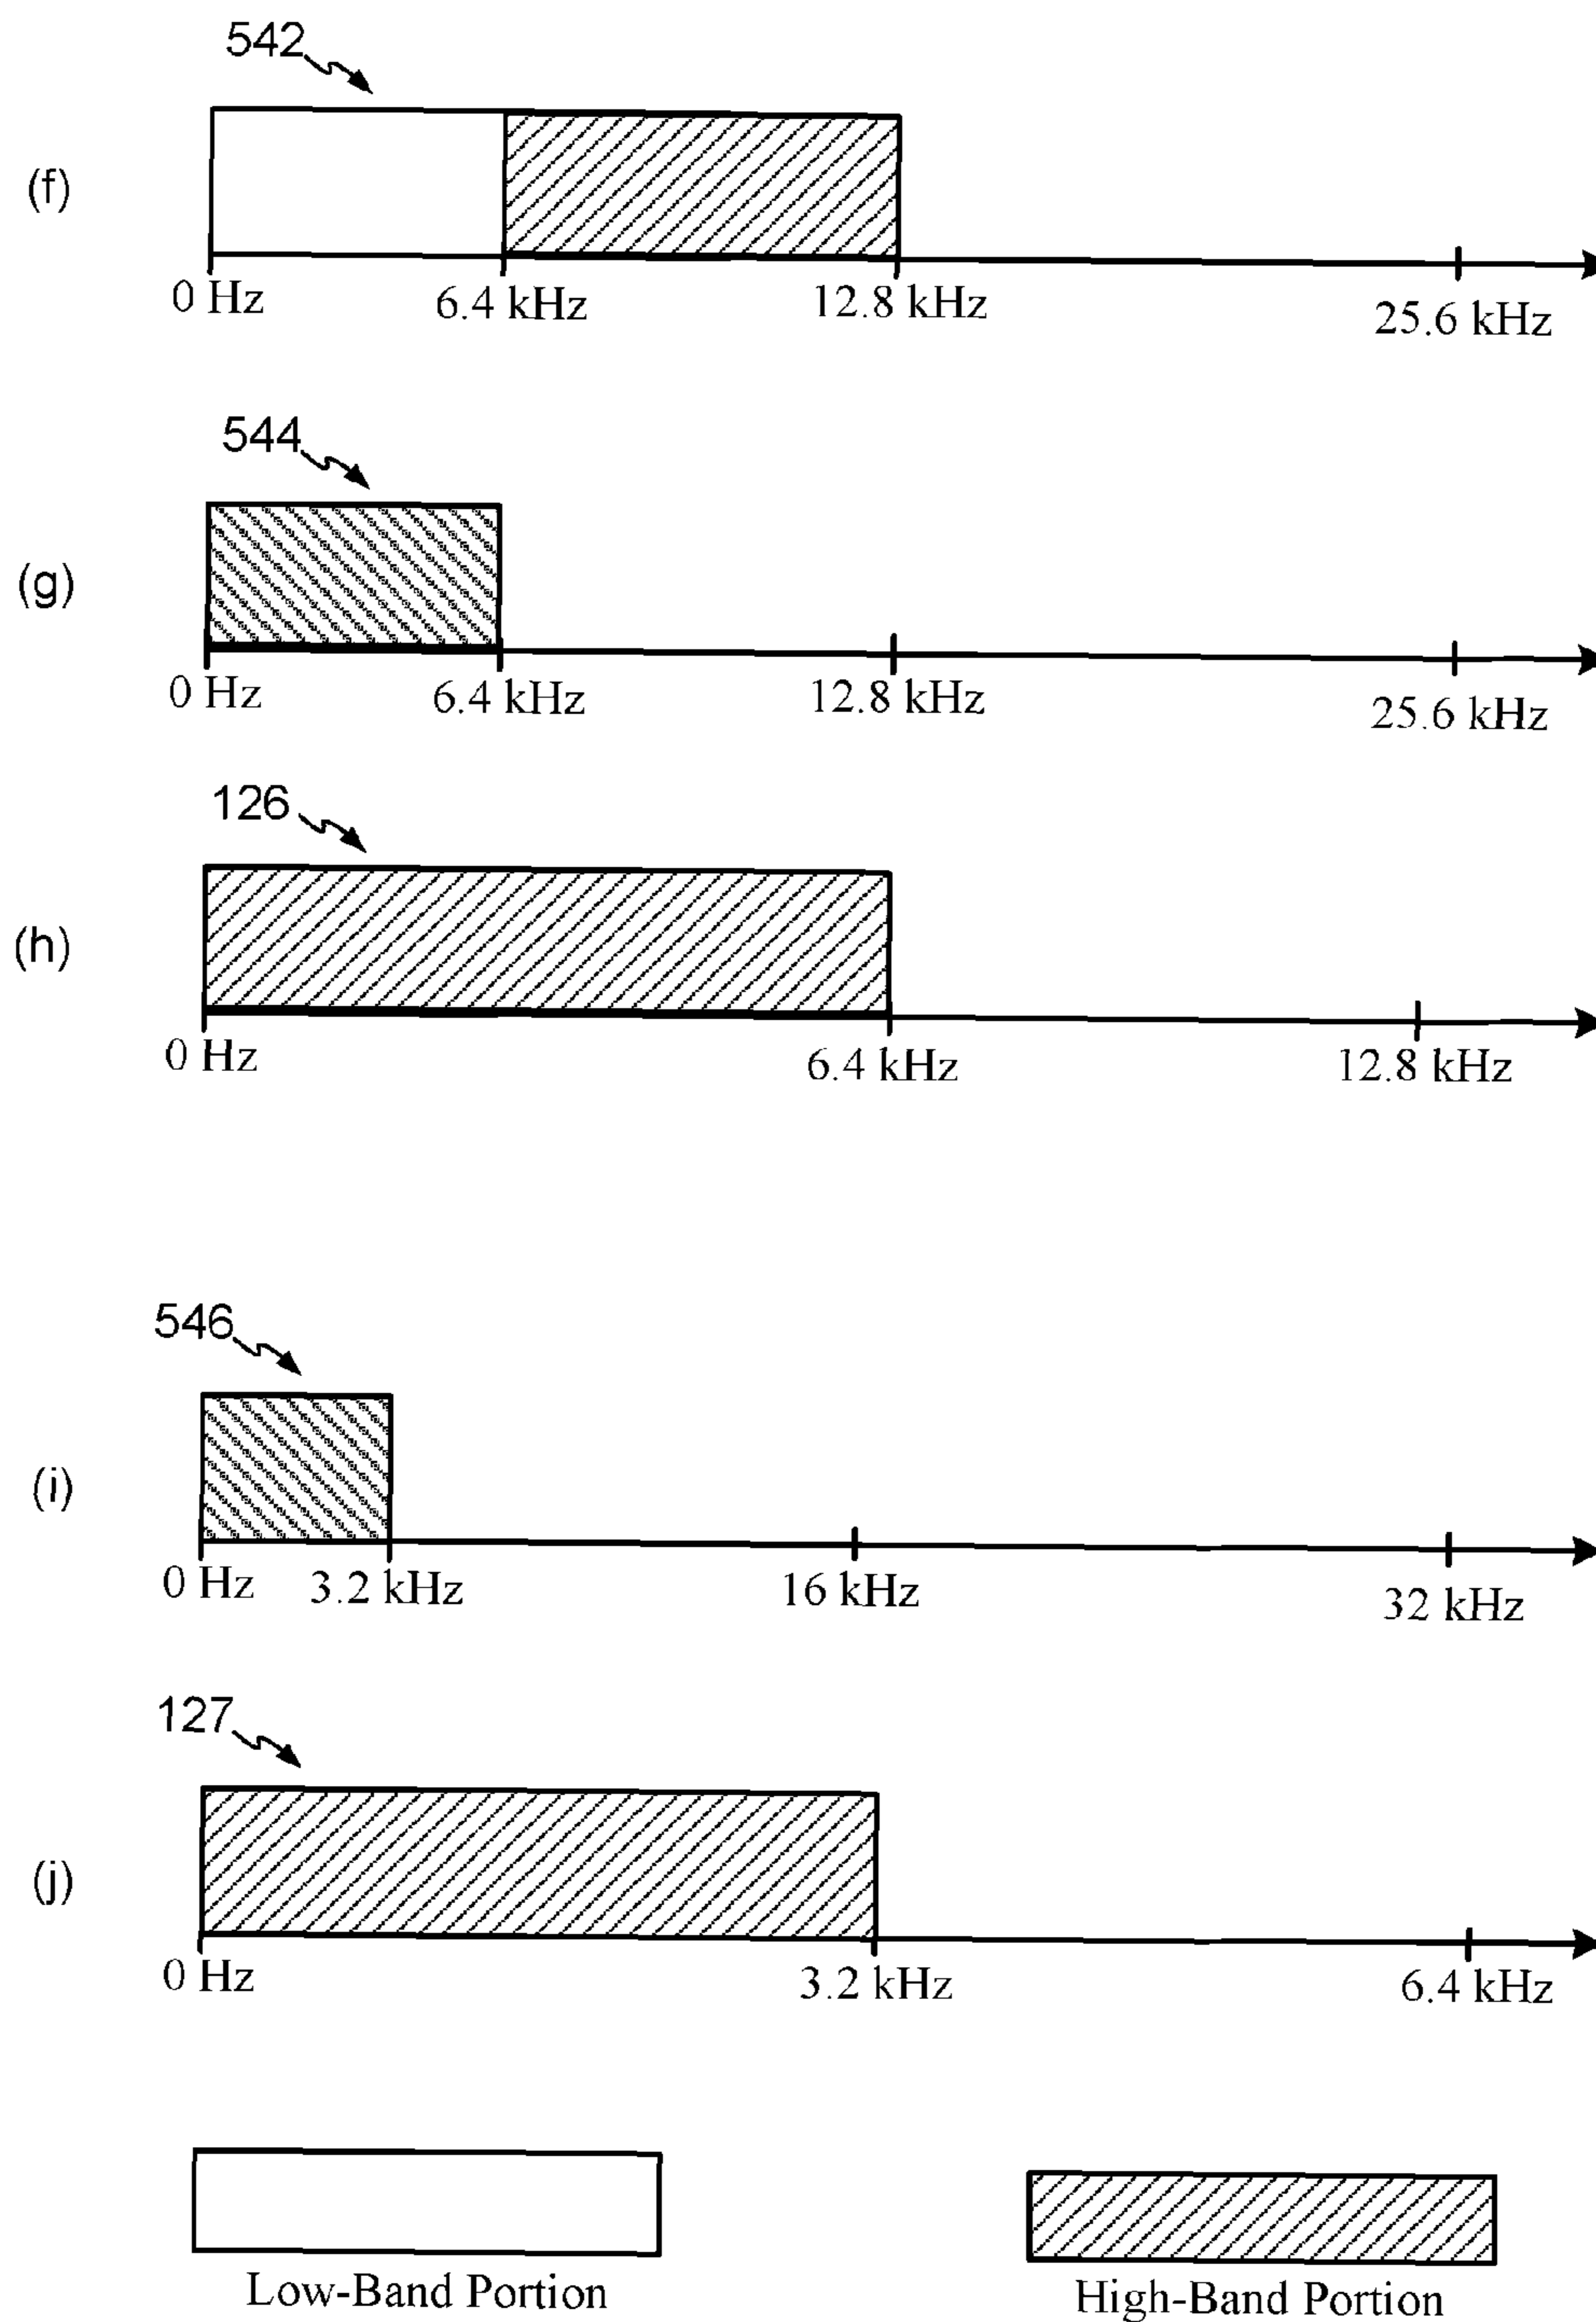 542
(f)
0 Hz 6.4 kHz 12.8 kHz 25.6 kHz
544
(g)
0 Hz 6.4 kHz 12.8 kHz 25.6 kHz
126
(h)
0 Hz 6.4 kHz 12.8 kHz
546
(i)
0 Hz 3.2 kHz 16 kHz 32 kHz
127
(j)
0 Hz 3.2 kHz 6.4 kHz
Low-Band Portion High-Band Portion